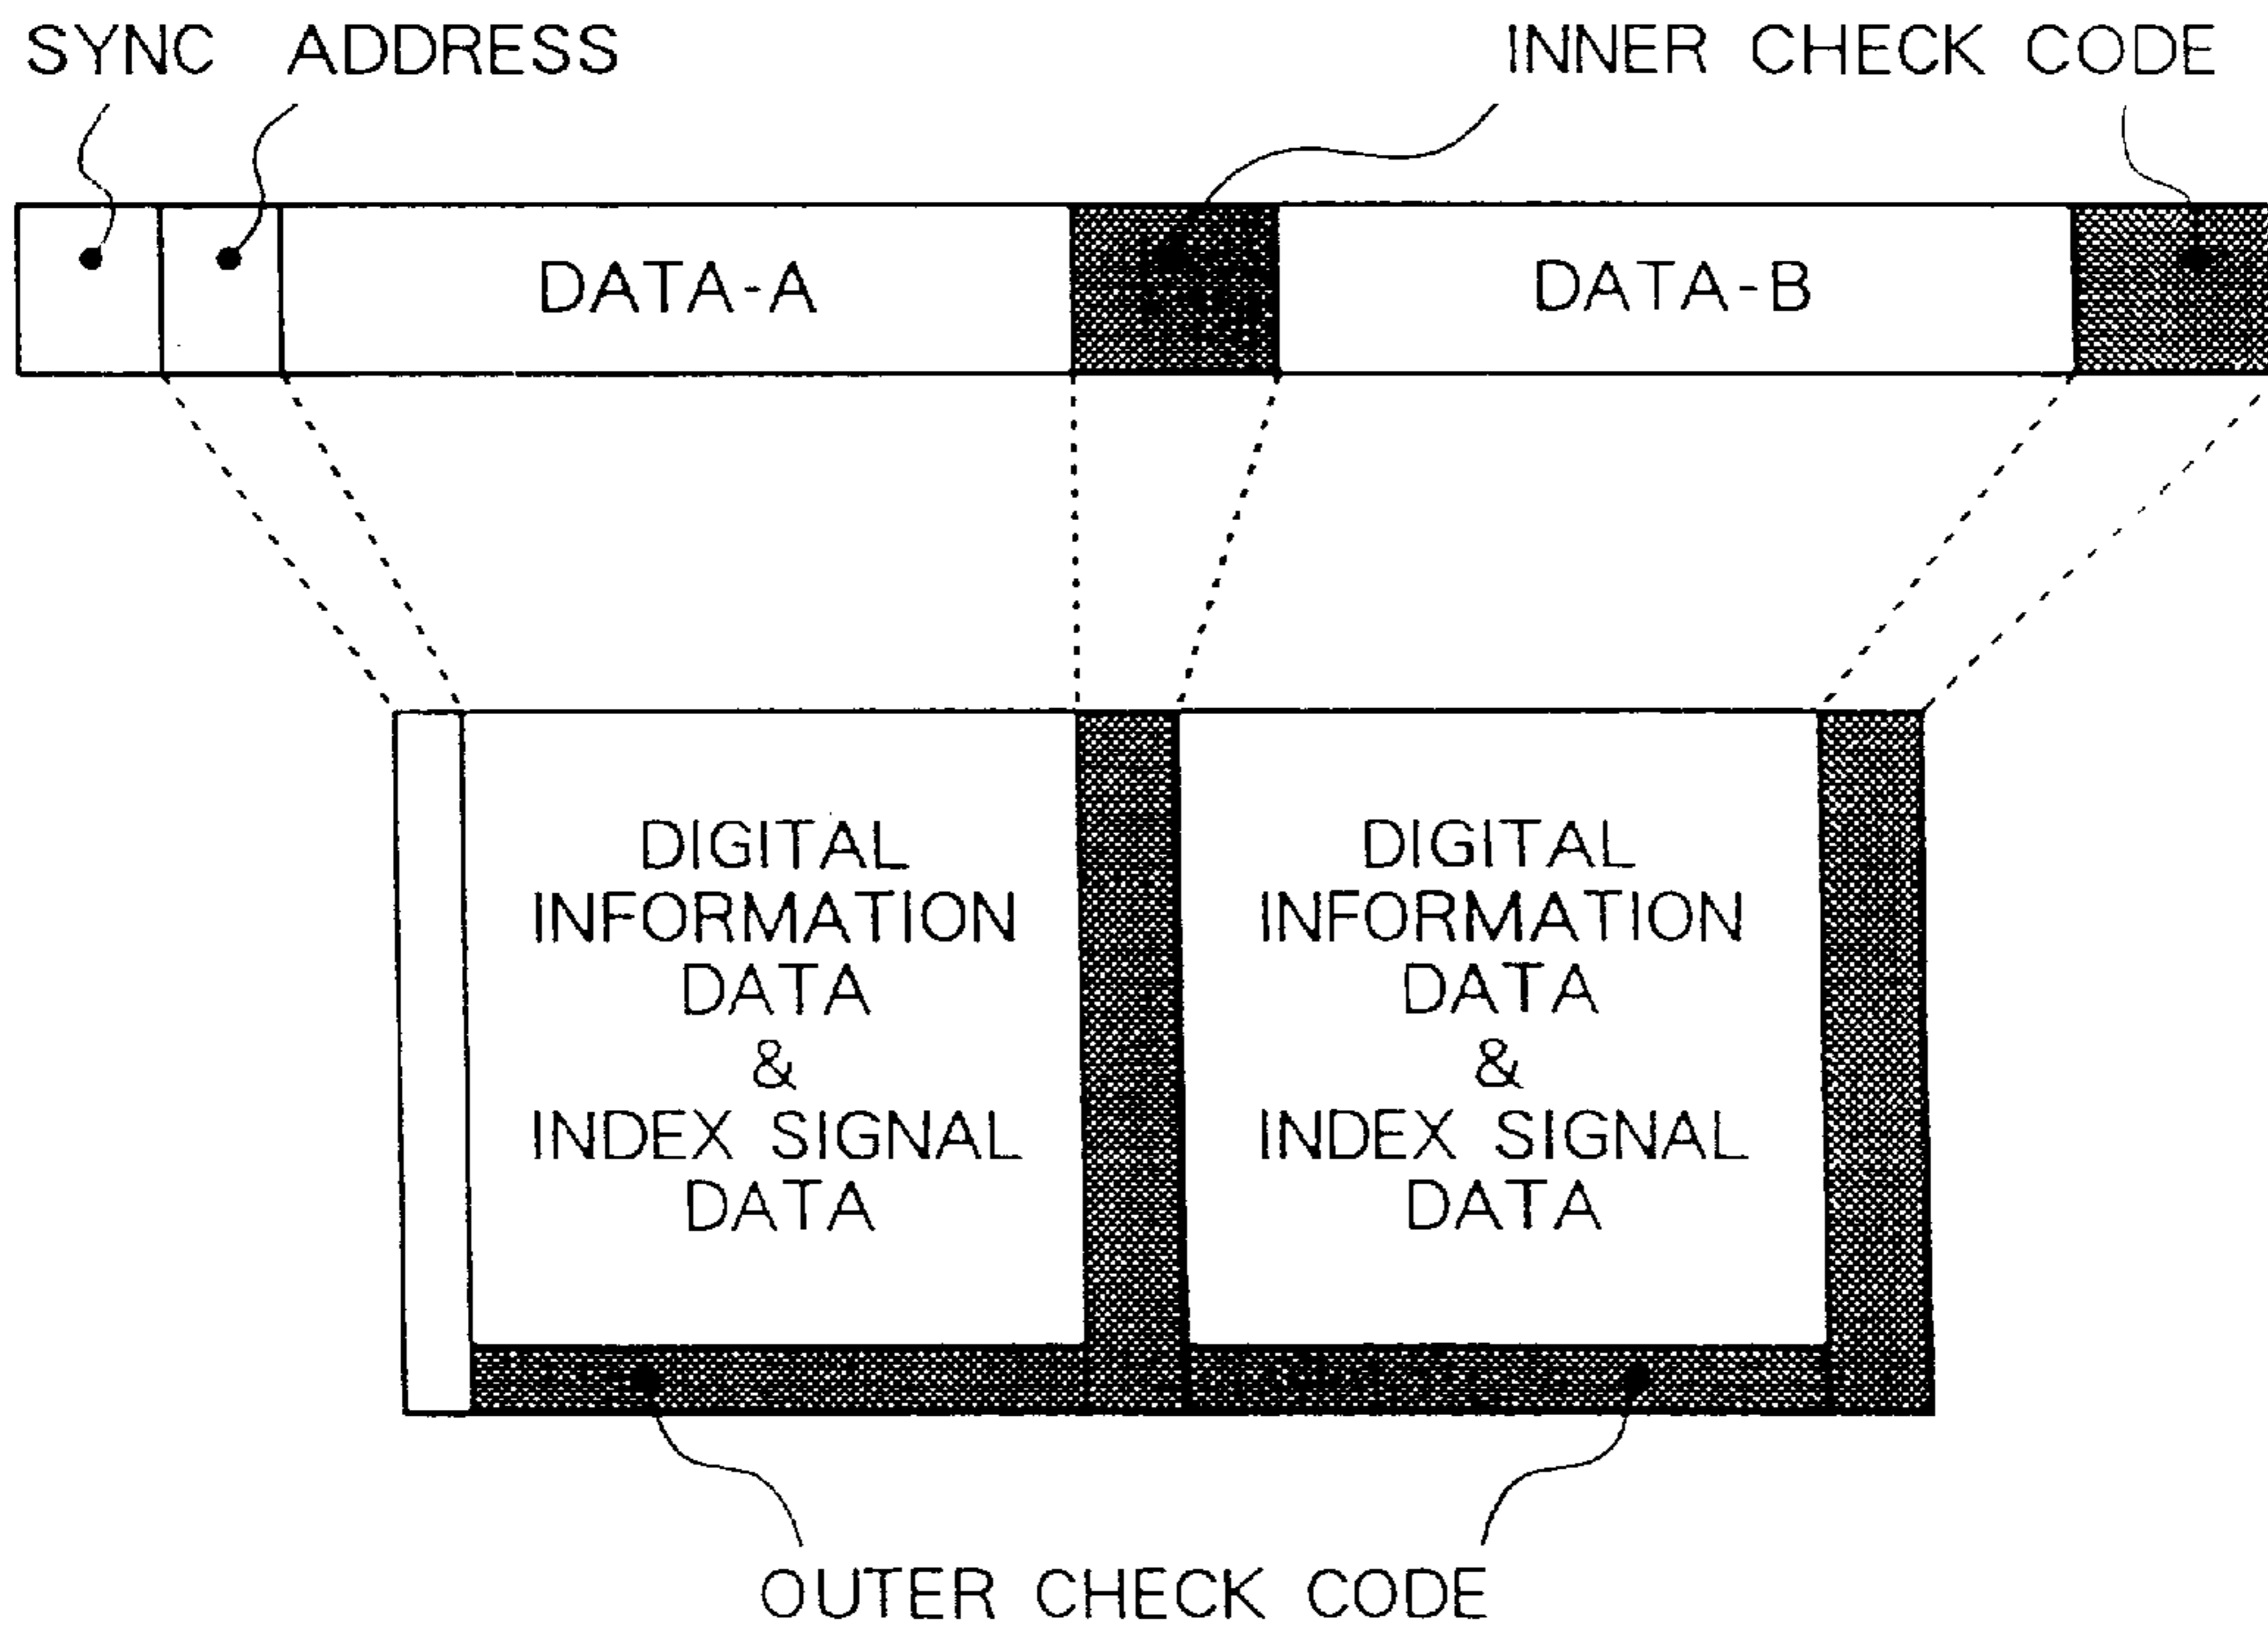 SYNC ADDRESS
INNER CHECK CODE
DATA-A
DATA-B
DIGITAL
INFORMATION
DATA
&
INDEX SIGNAL
DATA
DIGITAL
INFORMATION
DATA
&
INDEX SIGNAL
DATA
OUTER CHECK CODE